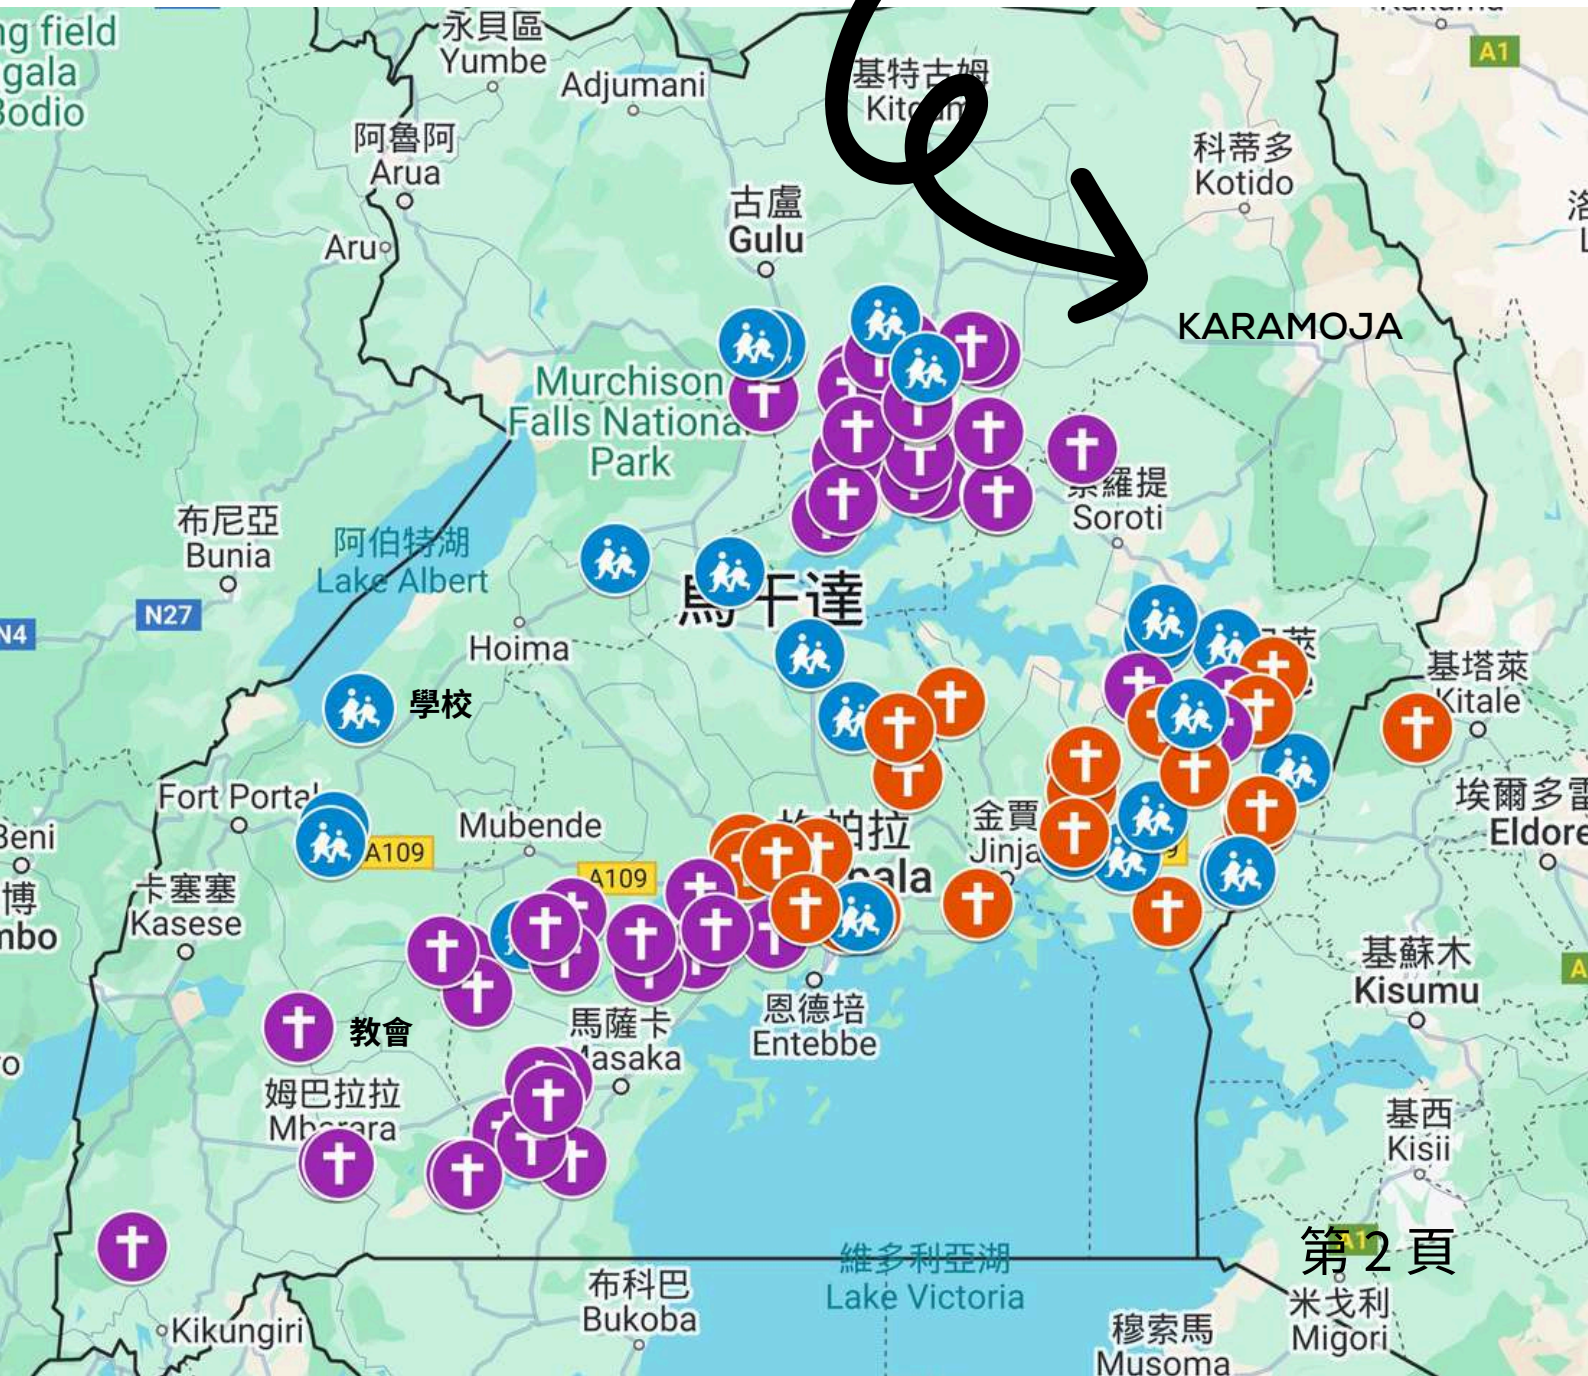 ng field
gala
Bodio
永貝區
Yumbe
Adjumani
基特古姆
A1
阿魯阿
Arua
科蒂多
Kotido
古盧
Gulu
Aru
KARAMOJA
Murchison
Falls National
Park
羅提
Soroti
布尼亞
Bunia
阿伯特湖
Lake Albert
N27
N4
烏干達
Hoima
學校
基塔萊
Kitale
Fort Portal
Mubende
A109
A109
金賈
Jinja
埃爾多雷
Eldore
Beni
博
mbo
卡塞塞
Kasese
帕拉
pala
基蘇木
Kisumu
教會
馬薩卡
Masaka
恩德培
Entebbe
姆巴拉拉
Mbarara
基西
Kisii
維多利亞湖
Lake Victoria
A1
第 2 頁
布科巴
Bukoba
米戈利
Migori
Kikungiri
穆索馬
Musoma